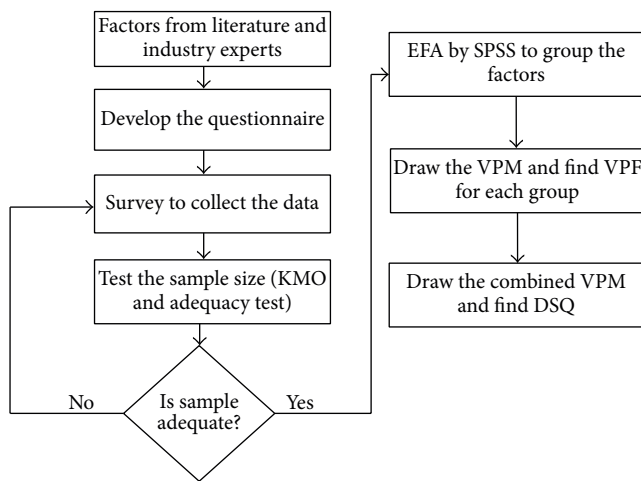 Factors from literature and
industry experts
Develop the questionnaire
Survey to collect the data
Test the sample size (KMO
and adequacy test)
Is sample
adequate?
No
Yes
EFA by SPSS to group the
factors
Draw the VPM and find VPF
for each group
Draw the combined VPM
and find DSQ